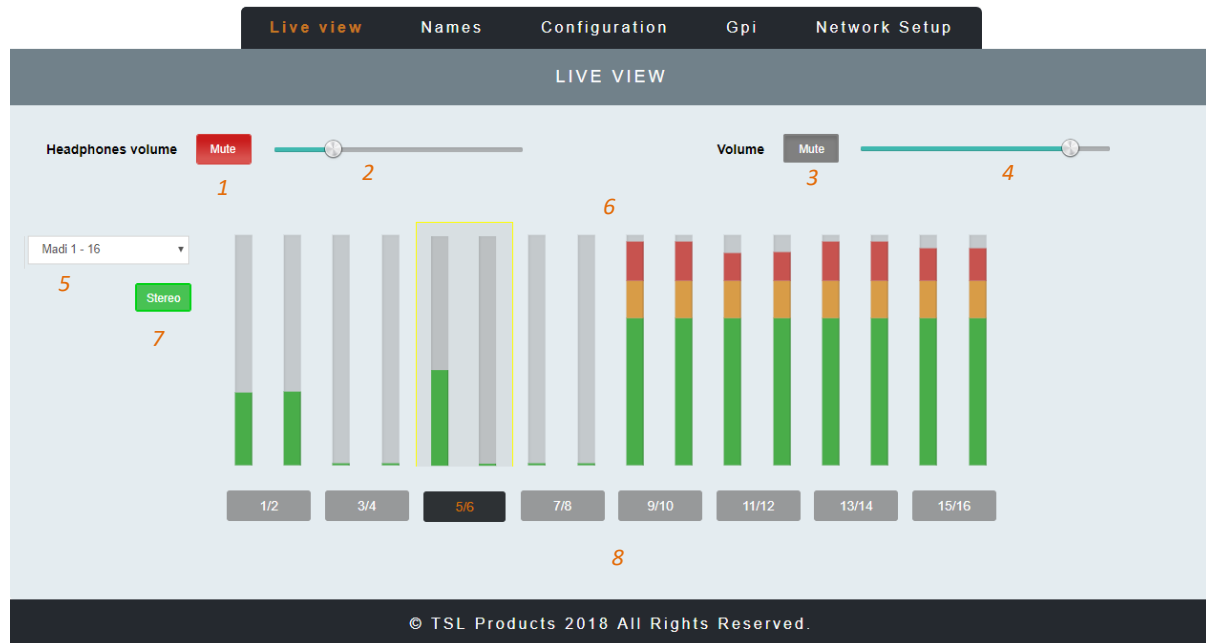 Live view Names Configuration Gpi Network Setup
LIVE VIEW
Headphones volume Mute Volume Mute
1 2 3 4
6
Madi 1 - 16
5
Stereo
7
1/2 3/4 5/6 7/8 9/10 11/12 13/14 15/16
8
© TSL Products 2018 All Rights Reserved.